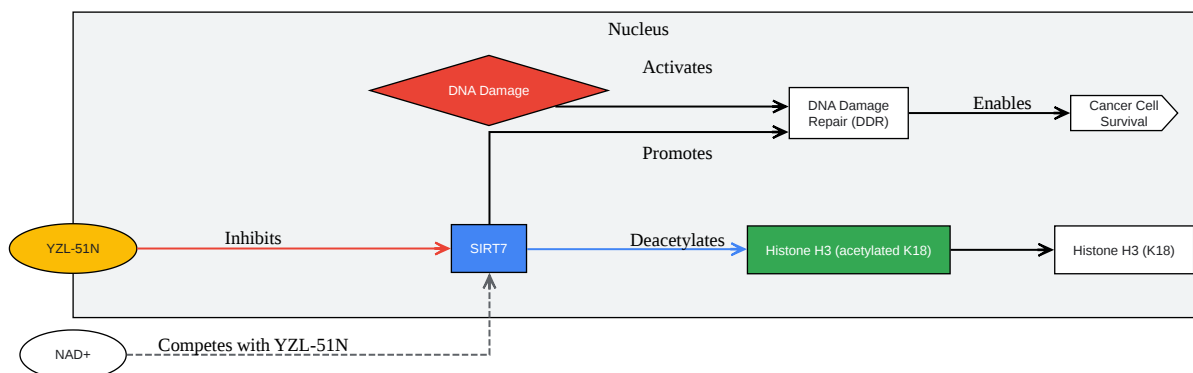 Nucleus
Activates
DNA Damage
DNA Damage
Repair (DDR)
Enables
Cancer Cell
Survival
Promotes
YZL-51N
Inhibits
SIRT7
Deacetylates
Histone H3 (acetylated K18)
Histone H3 (K18)
NAD+
Competes with YZL-51N